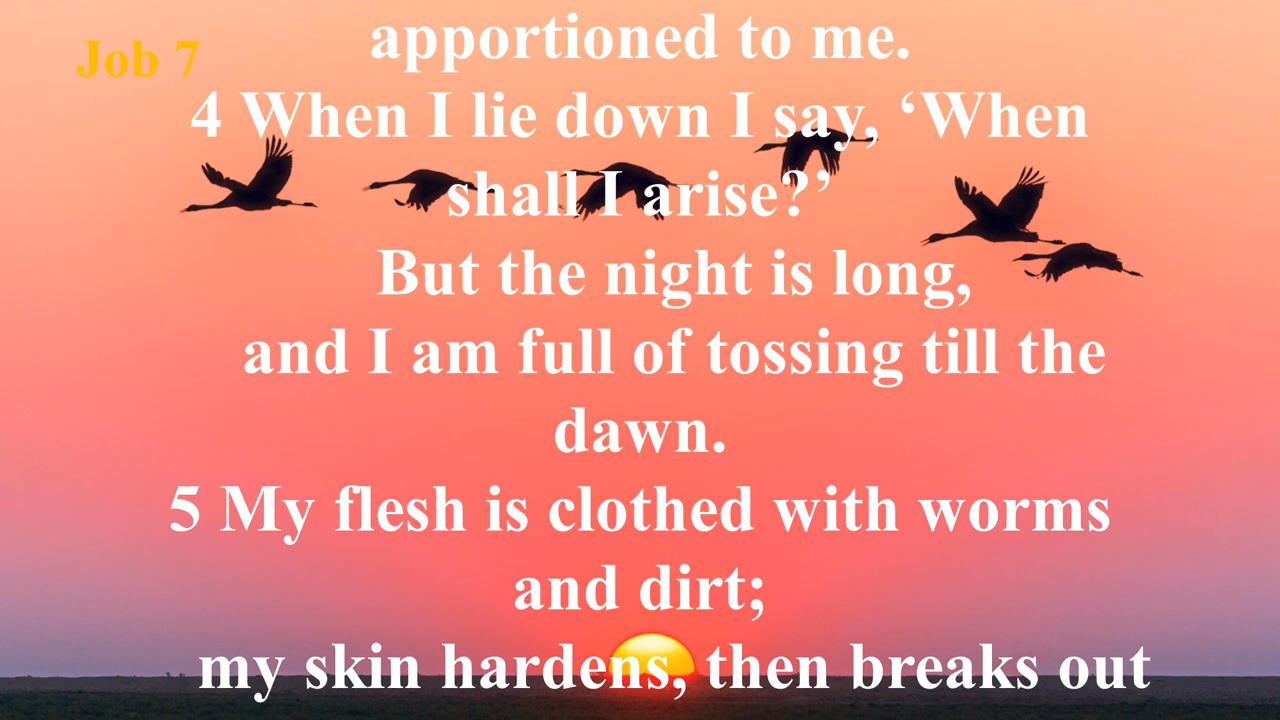 Job 7
apportioned to me.
4 When I lie down I say, ‘When
shall I arise?’
But the night is long,
and I am full of tossing till the
dawn.
5 My flesh is clothed with worms
and dirt;
my skin hardens, then breaks out